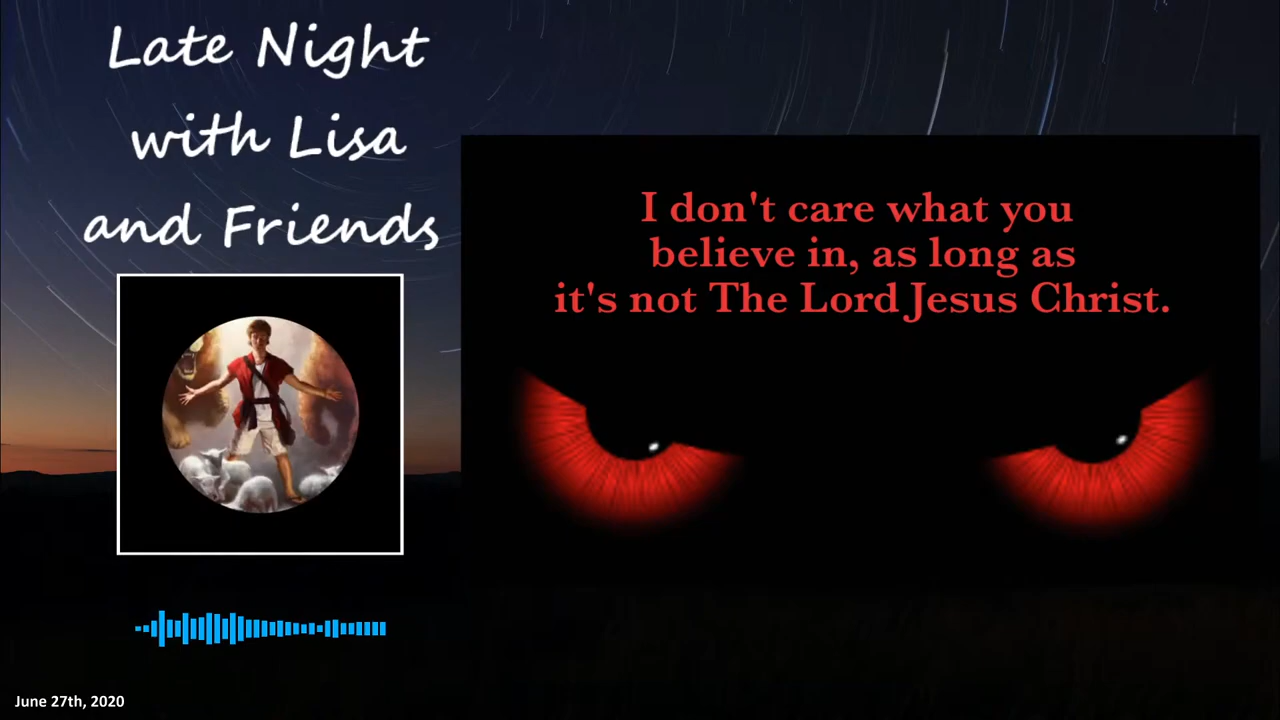 Late Night
with Lisa
and Friends
I don't care what you
believe in, as long as
it's not The Lord Jesus Christ.
June 27th, 2020